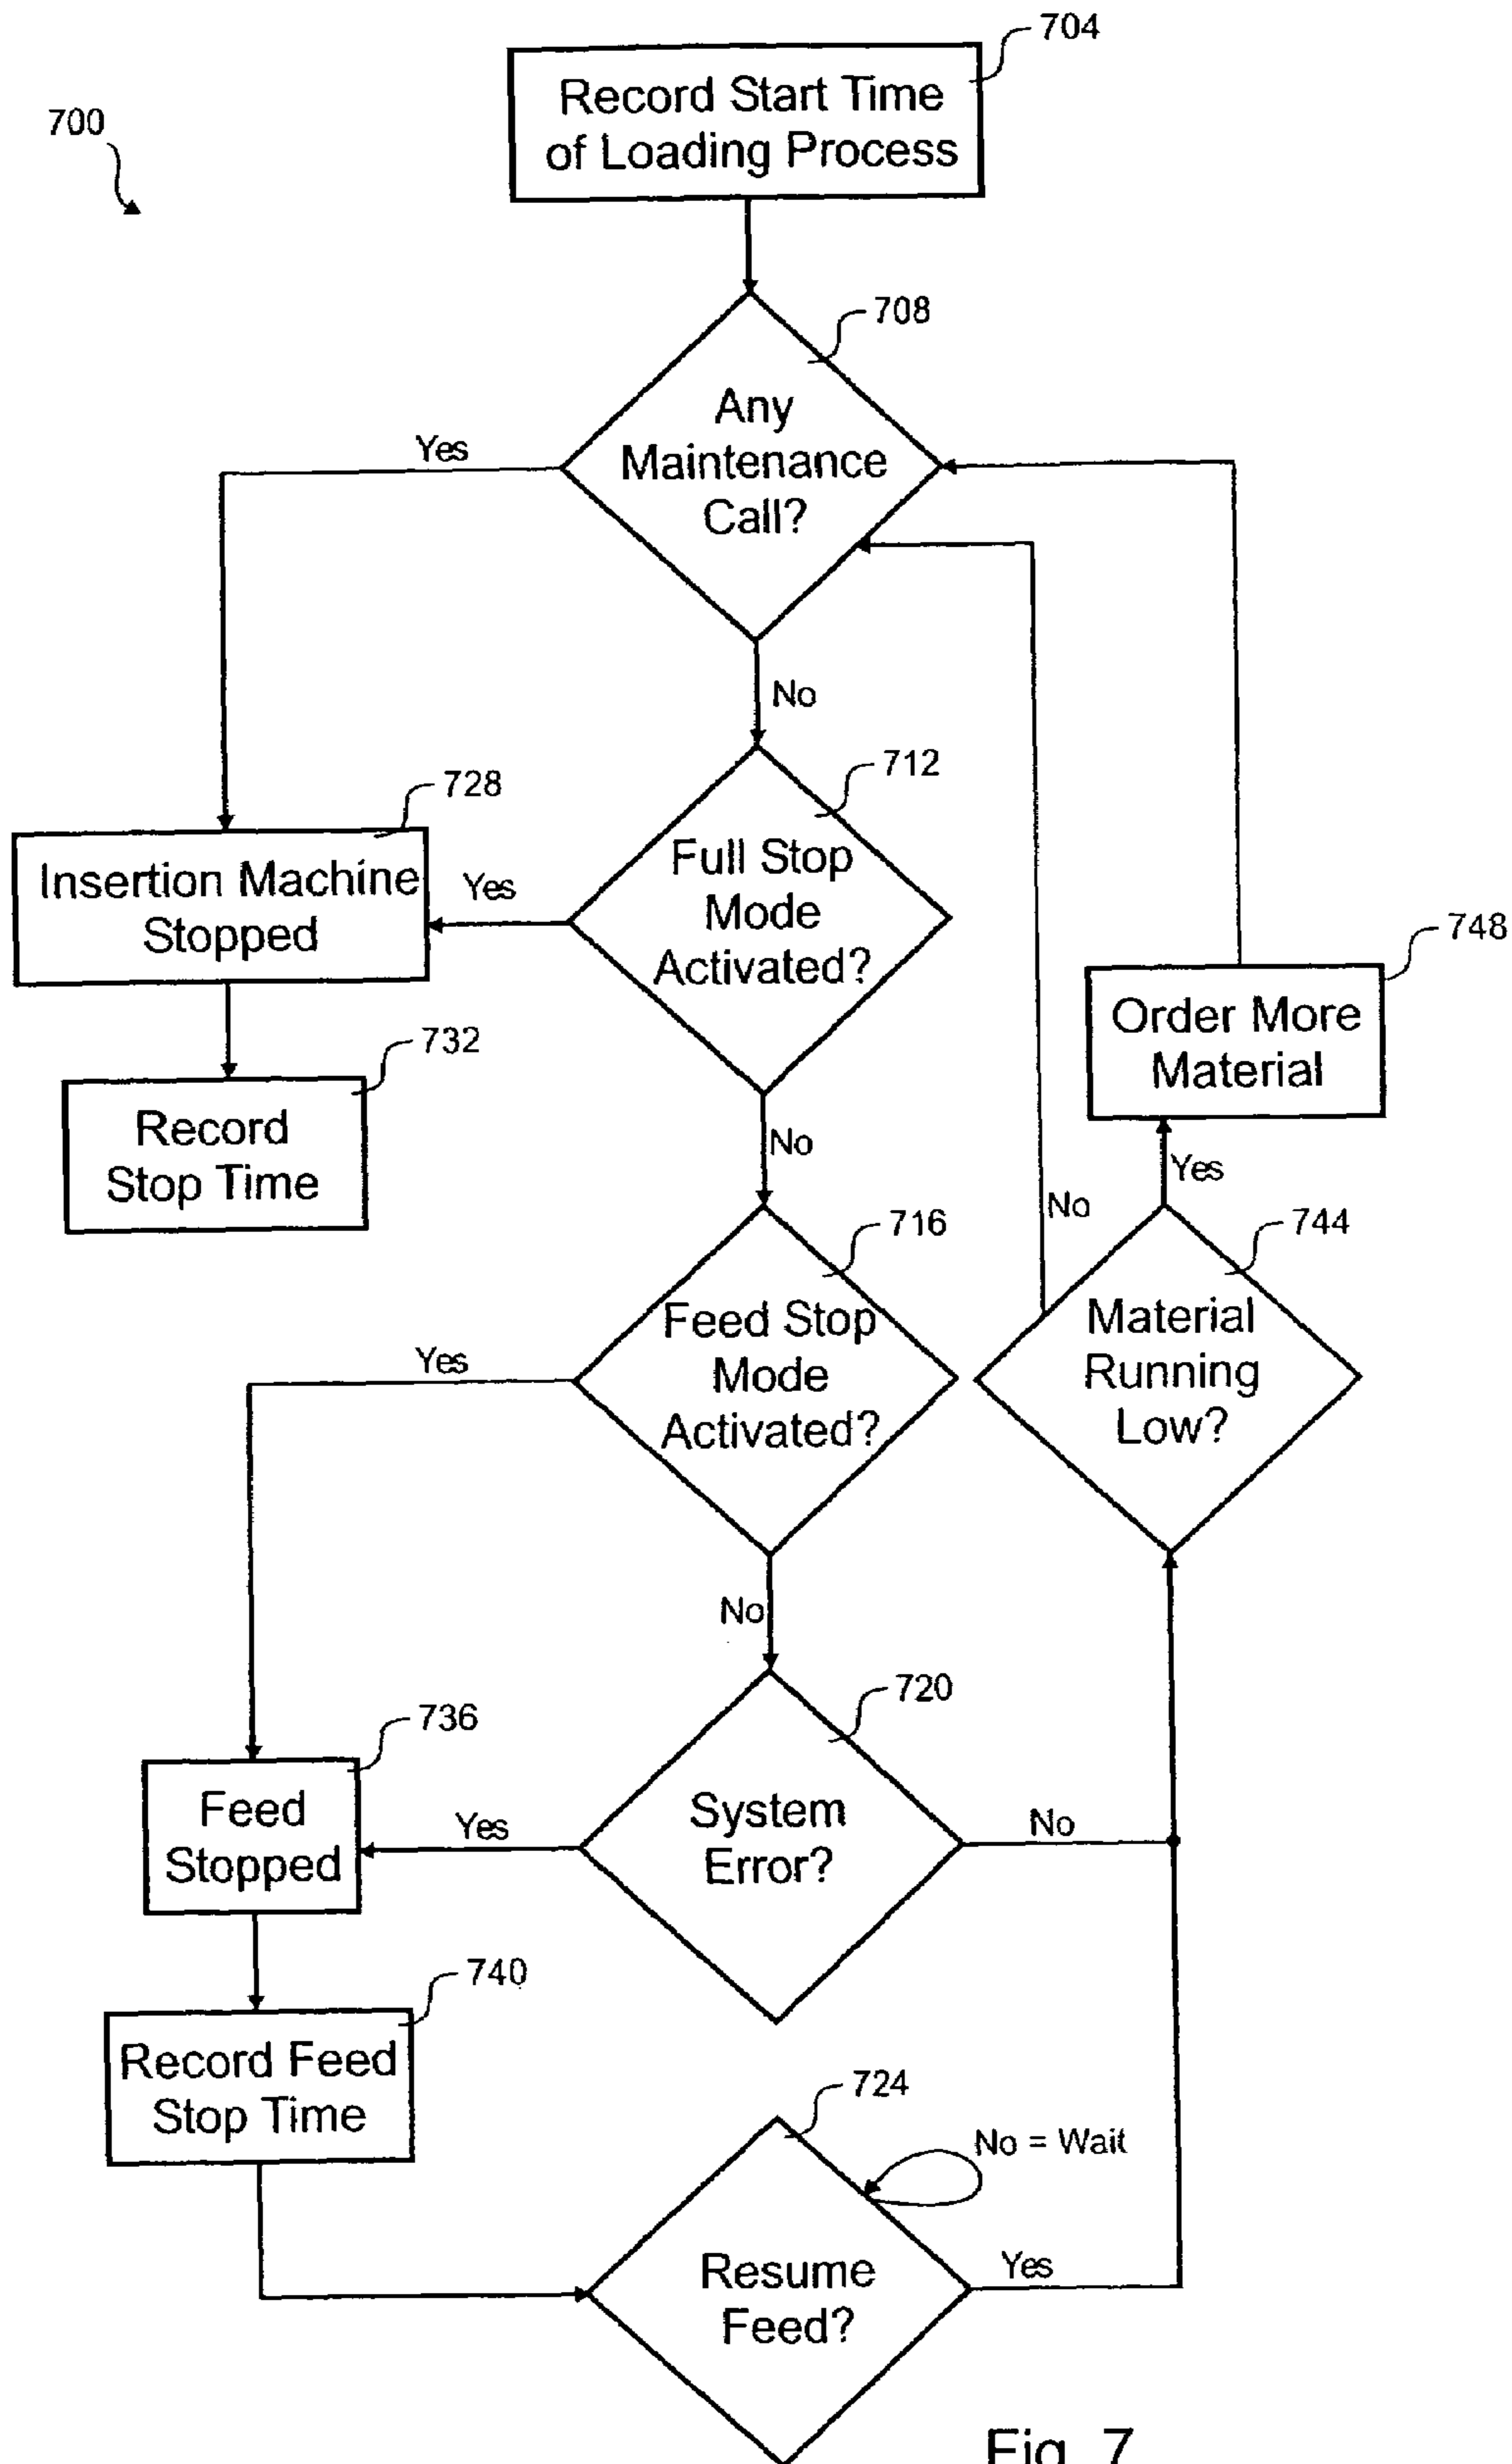 704
Record Start Time
of Loading Process
700
708
Any
Maintenance
Call?
Yes
No
712
Full Stop
Mode
Activated?
Yes
728
Insertion Machine
Stopped
732
Record
Stop Time
748
Order More
Material
No
Yes
No
744
Material
Running
Low?
716
Feed Stop
Mode
Activated?
Yes
No
720
System
Error?
Yes
No
736
Feed
Stopped
740
Record Feed
Stop Time
724
No = Wait
Resume
Feed?
Yes
Fig. 7